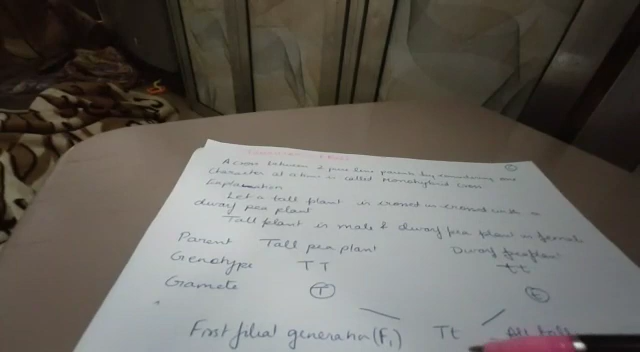 A cross between 2 pure line parents by considering one
character at a time is called Monohybrid Cross
Explanation
Let a tall plant is crossed with a
dwarf pea plant
Tall plant is male & dwarf pea plant is female
Parent Tall pea plant Dwarf pea plant
Genotype TT tt
Gamete T t
First filial generation (F1) Tt All tall